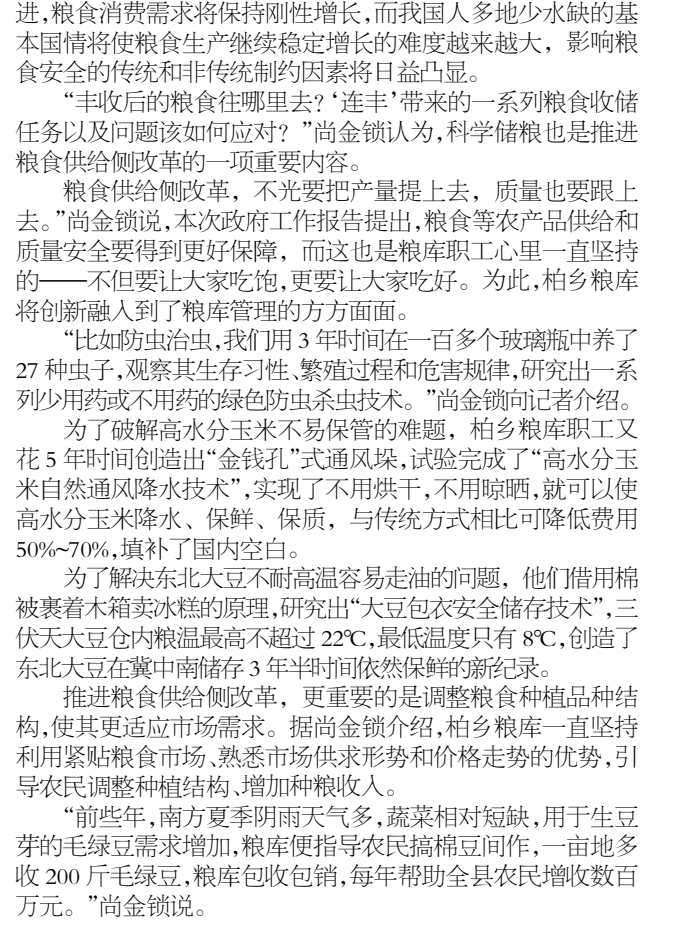 进,粮食消费需求将保持刚性增长,而我国人多地少水缺的基
本国情将使粮食生产继续稳定增长的难度越来越大，影响粮
食安全的传统和非传统制约因素将日益凸显。
“丰收后的粮食往哪里去?‘连丰’带来的一系列粮食收储
任务以及问题该如何应对？”尚金锁认为,科学储粮也是推进
粮食供给侧改革的一项重要内容。
粮食供给侧改革，不光要把产量提上去，质量也要跟上
去。”尚金锁说,本次政府工作报告提出,粮食等农产品供给和
质量安全要得到更好保障，而这也是粮库职工心里一直坚持
的——不但要让大家吃饱,更要让大家吃好。为此,柏乡粮库
将创新融入到了粮库管理的方方面面。
“比如防虫治虫,我们用 3 年时间在一百多个玻璃瓶中养了
27 种虫子,观察其生存习性、繁殖过程和危害规律,研究出一系
列少用药或不用药的绿色防虫杀虫技术。”尚金锁向记者介绍。
为了破解高水分玉米不易保管的难题，柏乡粮库职工又
花 5 年时间创造出“金钱孔”式通风垛,试验完成了“高水分玉
米自然通风降水技术”,实现了不用烘干,不用晾晒,就可以使
高水分玉米降水、保鲜、保质，与传统方式相比可降低费用
50%~70%,填补了国内空白。
为了解决东北大豆不耐高温容易走油的问题，他们借用棉
被裹着木箱卖冰糕的原理,研究出“大豆包衣安全储存技术”,三
伏天大豆仓内粮温最高不超过 22℃,最低温度只有 8℃,创造了
东北大豆在冀中南储存 3 年半时间依然保鲜的新纪录。
推进粮食供给侧改革，更重要的是调整粮食种植品种结
构,使其更适应市场需求。据尚金锁介绍,柏乡粮库一直坚持
利用紧贴粮食市场、熟悉市场供求形势和价格走势的优势,引
导农民调整种植结构、增加种粮收入。
“前些年,南方夏季阴雨天气多,蔬菜相对短缺,用于生豆
芽的毛绿豆需求增加,粮库便指导农民搞棉豆间作,一亩地多
收 200 斤毛绿豆,粮库包收包销,每年帮助全县农民增收数百
万元。”尚金锁说。